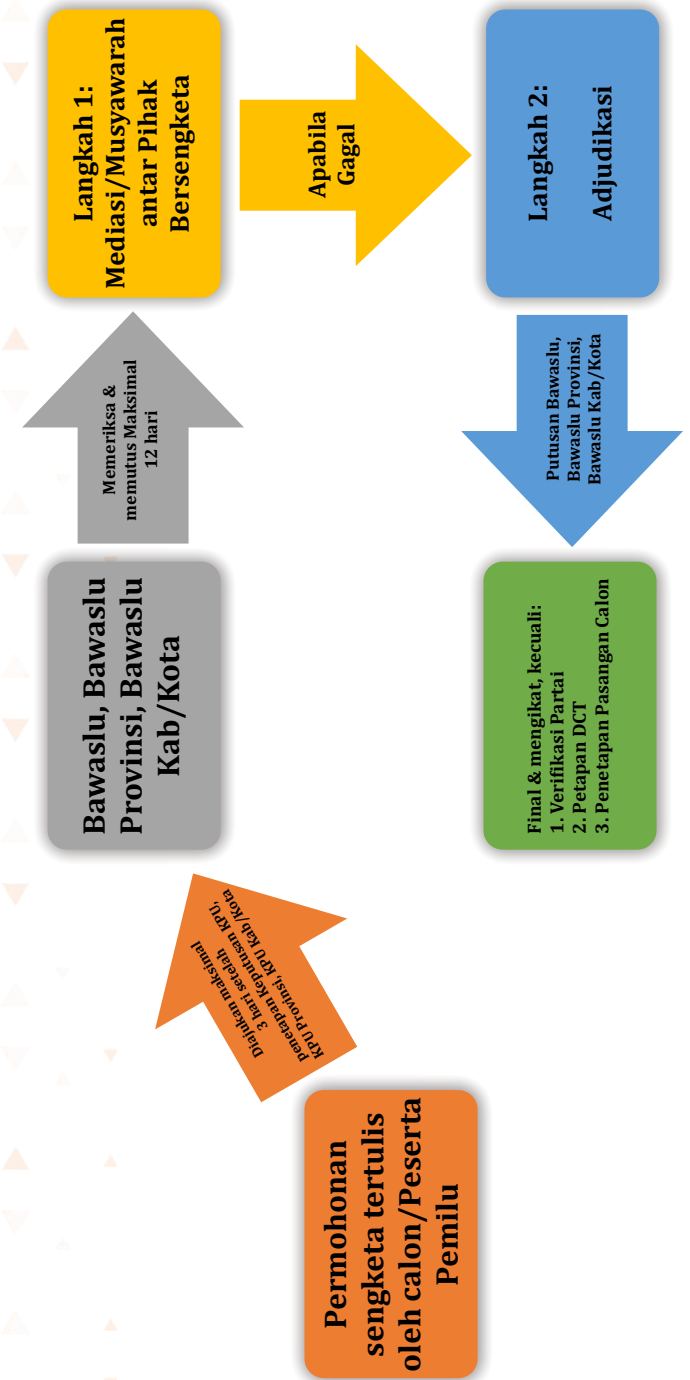 Permohonan
sengketa tertulis
oleh calon/Peserta
Pemilu
Diajukan maksimal
3 hari setelah
penetapan Keputusan KPU,
KPU Provinsi, KPU Kab/Kota
Bawaslu, Bawaslu
Provinsi, Bawaslu
Kab/Kota
Memeriksa &
memutus Maksimal
12 hari
Langkah 1:
Mediasi/Musyawarah
antar Pihak
Bersengketa
Apabila
Gagal
Langkah 2:
Adjudikasi
Putusan Bawaslu,
Bawaslu Provinsi,
Bawaslu Kab/Kota
Final & mengikat, kecuali:
1. Verifikasi Partai
2. Petapan DCT
3. Penetapan Pasangan Calon